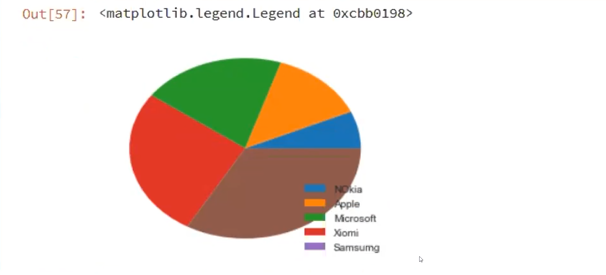 Out[57]: <matplotlib.legend.Legend at 0xcbb0198>
NOkia
Apple
Microsoft
Xiomi
Samsumg